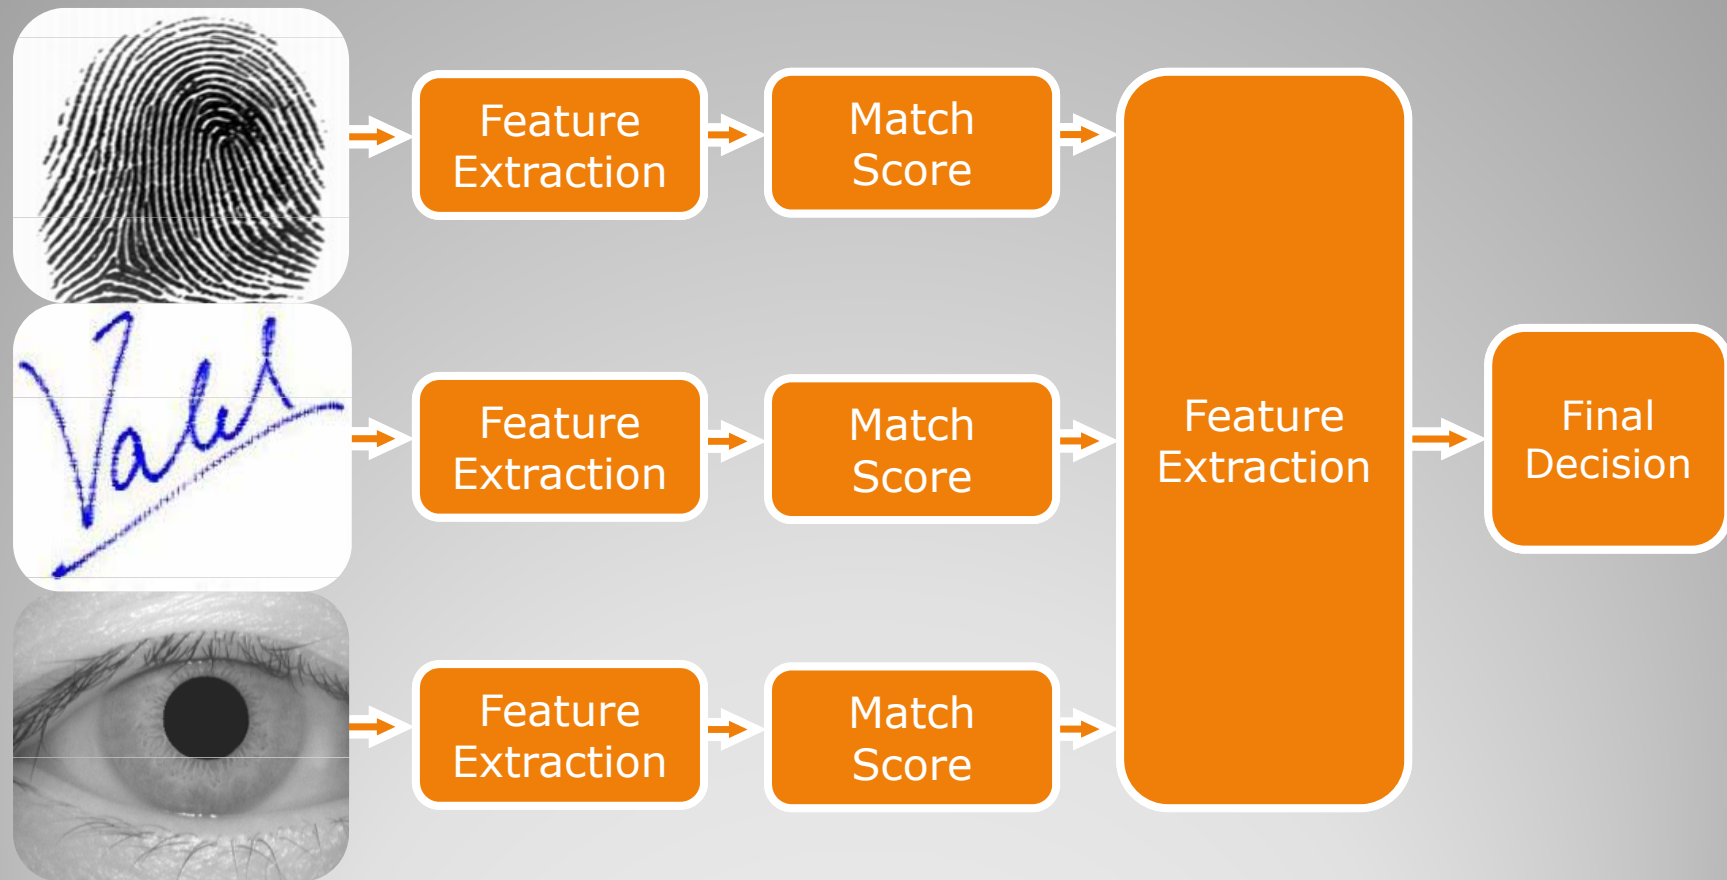 Feature
Extraction
Match
Score
Feature
Extraction
Match
Score
Feature
Extraction
Match
Score
Feature
Extraction
Final
Decision